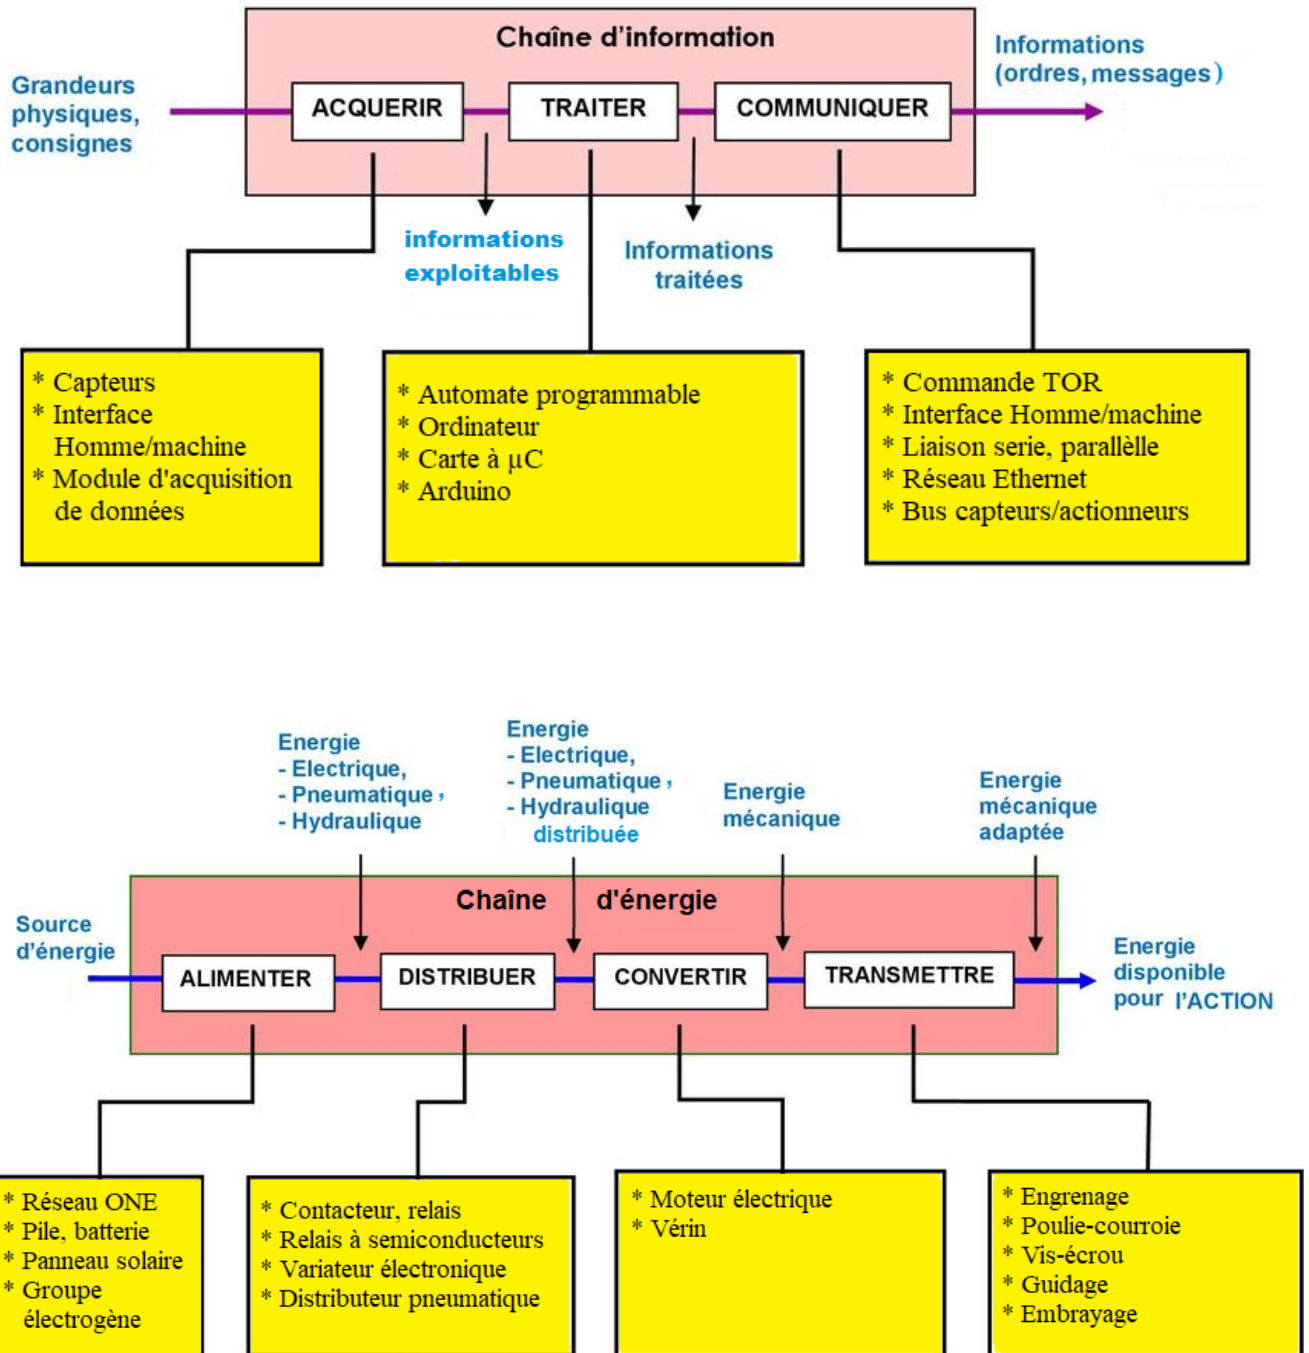 Chaîne d'information
Grandeurs
physiques,
consignes
ACQUERIR
TRAITER
COMMUNIQUER
Informations
(ordres, messages)
informations
exploitables
Informations
traitées
* Capteurs
* Interface
Homme/machine
* Module d'acquisition
de données
* Automate programmable
* Ordinateur
* Carte à µC
* Arduino
* Commande TOR
* Interface Homme/machine
* Liaison serie, parallèlle
* Réseau Ethernet
* Bus capteurs/actionneurs
Energie
- Electrique,
- Pneumatique,
- Hydraulique
Energie
- Electrique,
- Pneumatique,
- Hydraulique
distribuée
Energie
mécanique
Energie
mécanique
adaptée
Chaîne d'énergie
Source
d'énergie
ALIMENTER
DISTRIBUER
CONVERTIR
TRANSMETTRE
Energie
disponible
pour l'ACTION
* Réseau ONE
* Pile, batterie
* Panneau solaire
* Groupe
électrogène
* Contacteur, relais
* Relais à semiconducteurs
* Variateur électronique
* Distributeur pneumatique
* Moteur électrique
* Vérin
* Engrenage
* Poulie-courroie
* Vis-écrou
* Guidage
* Embrayage